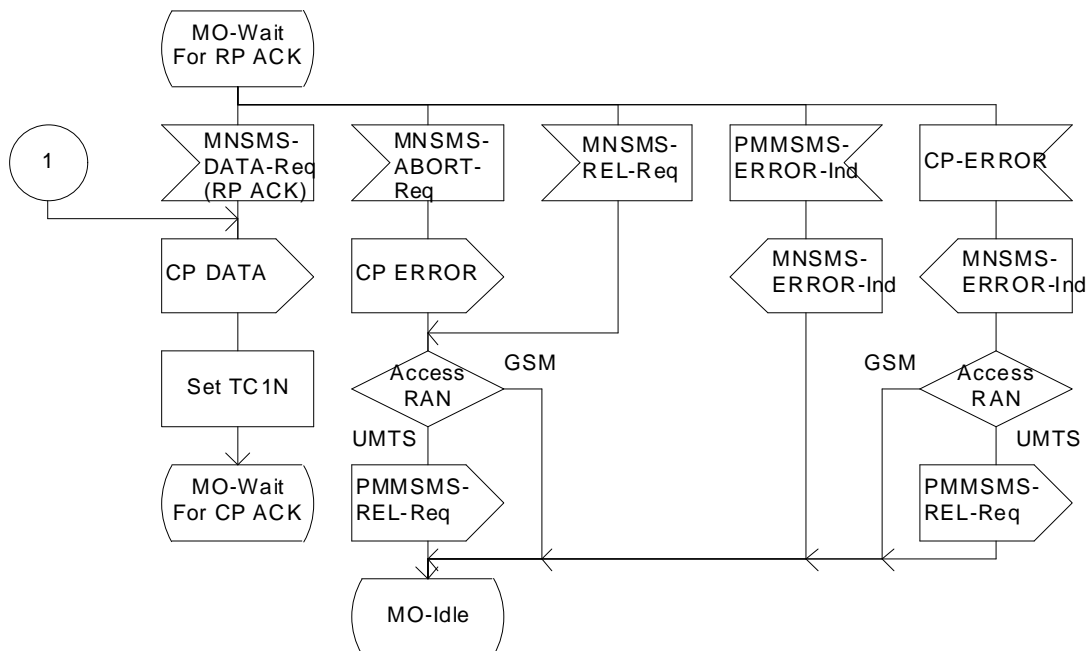 MO-Wait
For RP ACK
1
MNSMS-
DATA-Req
(RP ACK)
MNSMS-
ABORT-
Req
MNSMS-
REL-Req
PMMSMS-
ERROR-Ind
CP-ERROR
CP DATA
CP ERROR
MNSMS-
ERROR-Ind
MNSMS-
ERROR-Ind
Set TC1N
Access
RAN
GSM
UMTS
GSM
Access
RAN
UMTS
MO-Wait
For CP ACK
PMMSMS-
REL-Req
PMMSMS-
REL-Req
MO-Idle